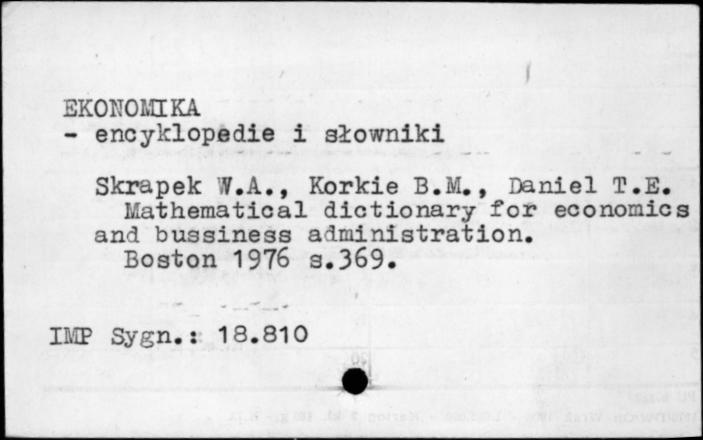 EKONOMIKA
- encyklopedie i słowniki
Skrapek W.A., Korkie B.M., Daniel T.E.
Mathematical dictionary for economics
and bussiness administration.
Boston 1976 s.369.
IMP Sygn.: 18.810